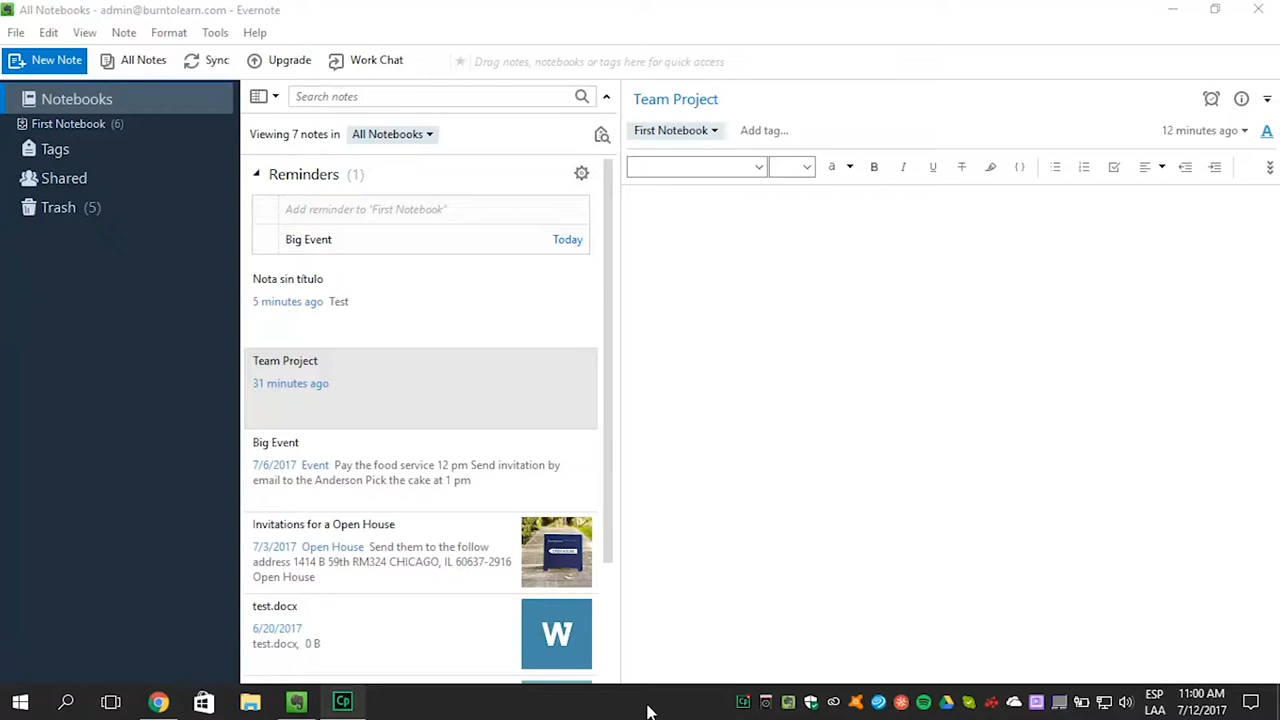 All Notebooks - admin@burntolearn.com - Evernote
File Edit View Note Format Tools Help
New Note All Notes Sync Upgrade Work Chat Drag notes, notebooks or tags here for quick access
Notebooks
First Notebook (6)
Tags
Shared
Trash (5)
Search notes
Viewing 7 notes in All Notebooks
Reminders (1)
Add reminder to "First Notebook"
Big Event Today
Nota sin título
5 minutes ago Test
Team Project
31 minutes ago
Big Event
7/6/2017 Event Pay the food service 12 pm Send invitation by
email to the Anderson Pick the cake at 1 pm
Invitations for a Open House
7/3/2017 Open House Send them to the follow
address 1414 B 59th RM324 CHICAGO, IL 60637-2916
Open House
test.docx
6/20/2017
test.docx, 0 B
W
Team Project
First Notebook Add tag... 12 minutes ago A
a B I U T { }
Cp
ESP 11:00 AM
LAA 7/12/2017